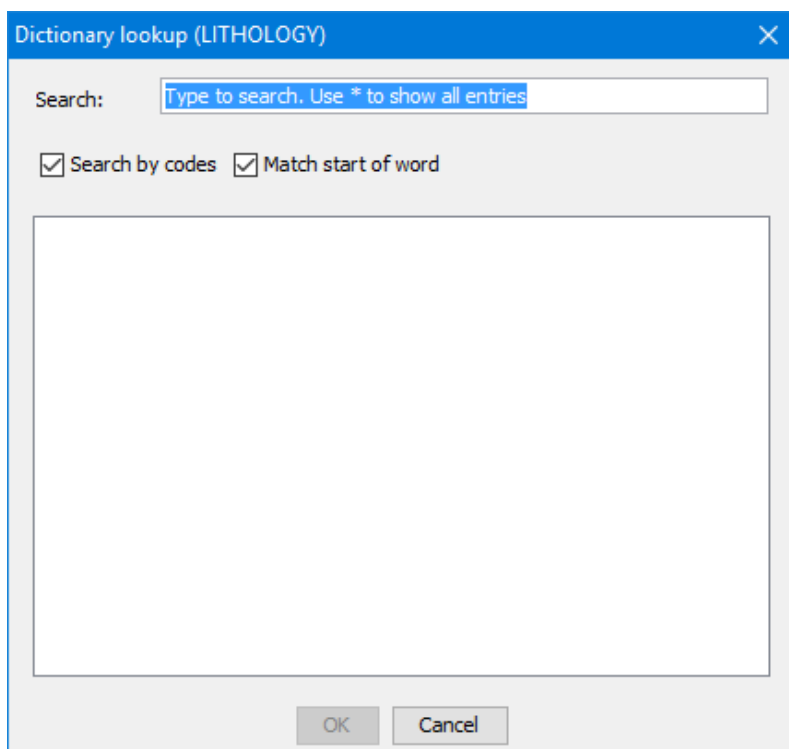 Dictionary lookup (LITHOLOGY)
Search: Type to search. Use * to show all entries
Search by codes Match start of word
OK Cancel